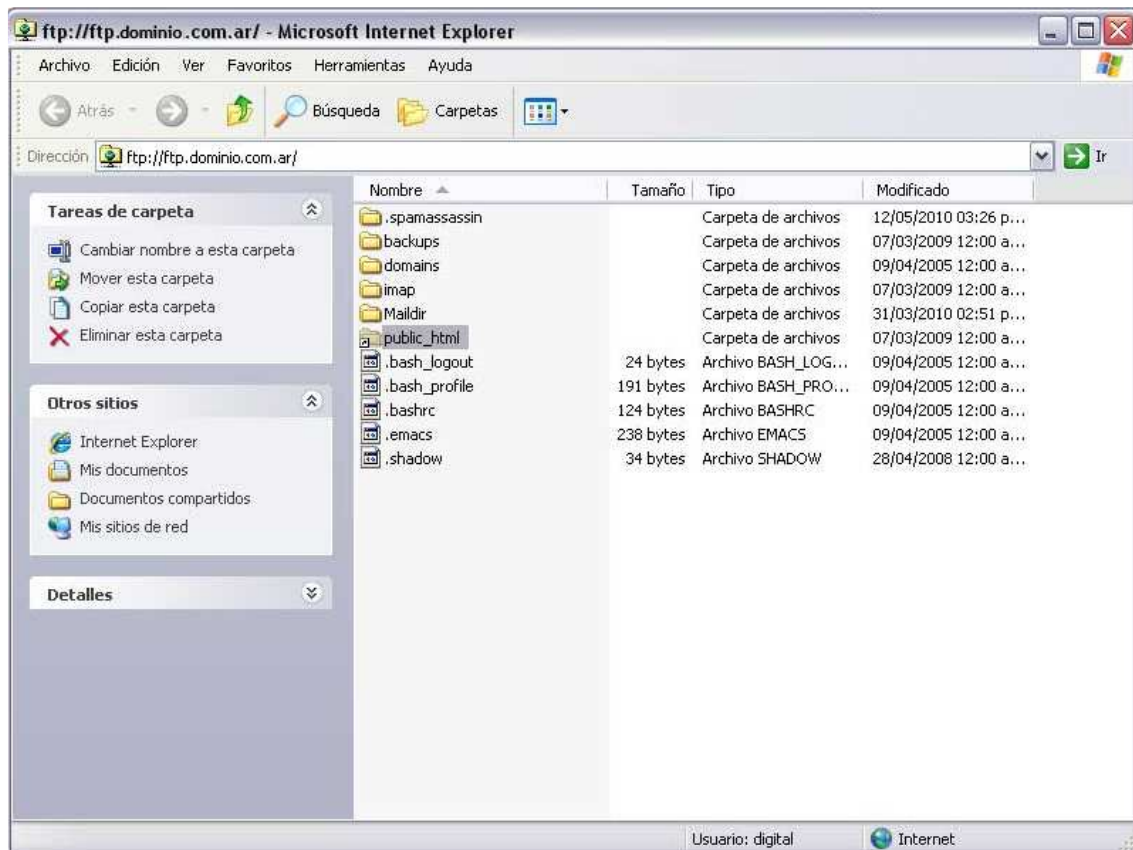 ftp://ftp.dominio.com.ar/ - Microsoft Internet Explorer
Archivo Edición Ver Favoritos Herramientas Ayuda
Atrás Búsqueda Carpetas
Dirección ftp://ftp.dominio.com.ar/ Ir
Tareas de carpeta
Cambiar nombre a esta carpeta
Mover esta carpeta
Copiar esta carpeta
Eliminar esta carpeta
Otros sitios
Internet Explorer
Mis documentos
Documentos compartidos
Mis sitios de red
Detalles
Nombre Tamaño Tipo Modificado
.spamassassin Carpeta de archivos 12/05/2010 03:26 p...
backups Carpeta de archivos 07/03/2009 12:00 a...
domains Carpeta de archivos 09/04/2005 12:00 a...
imap Carpeta de archivos 07/03/2009 12:00 a...
Maildir Carpeta de archivos 31/03/2010 02:51 p...
public_html Carpeta de archivos 07/03/2009 12:00 a...
.bash_logout 24 bytes Archivo BASH_LOG... 09/04/2005 12:00 a...
.bash_profile 191 bytes Archivo BASH_PRO... 09/04/2005 12:00 a...
.bashrc 124 bytes Archivo BASHRC 09/04/2005 12:00 a...
.emacs 238 bytes Archivo EMACS 09/04/2005 12:00 a...
.shadow 34 bytes Archivo SHADOW 28/04/2008 12:00 a...
Usuario: digital Internet